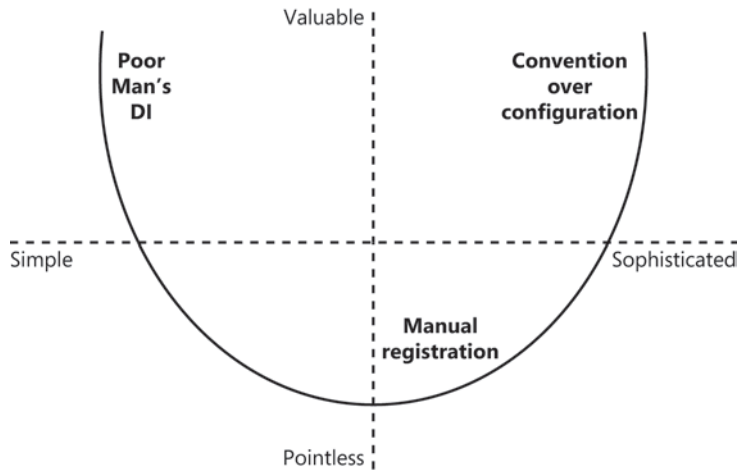 Valuable
Poor
Man's
DI
Convention
over
configuration
Simple
Sophisticated
Manual
registration
Pointless